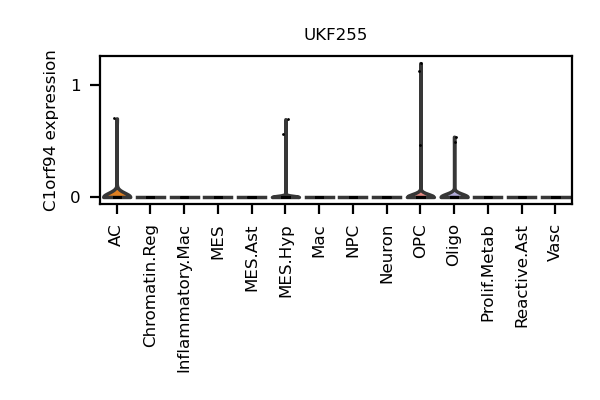 UKF255
C1orf94 expression
1
0
AC
Chromatin.Reg
Inflammatory.Mac
MES
MES.Ast
MES.Hyp
Mac
NPC
Neuron
OPC
Oligo
Prolif.Metab
Reactive.Ast
Vasc